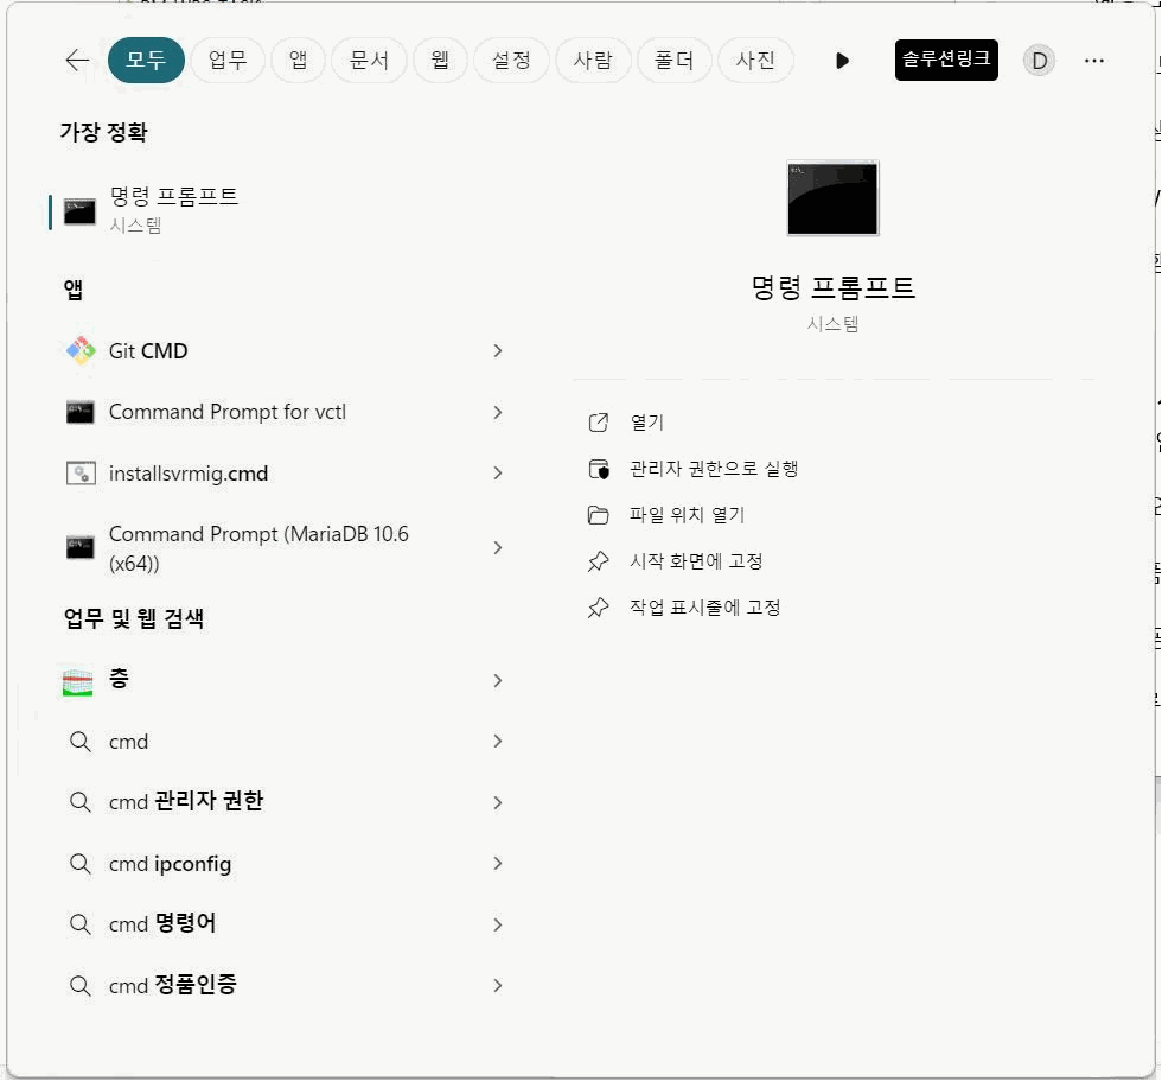 모두 업무 앱 문서 웹 설정 사람 폴더 사진 솔루션링크 D
가장 정확
명령 프롬프트
시스템
앱
Git CMD
Command Prompt for vctl
installsvrmig.cmd
Command Prompt (MariaDB 10.6
(x64))
업무 및 웹 검색
층
cmd
cmd 관리자 권한
cmd ipconfig
cmd 명령어
cmd 정품인증
명령 프롬프트
시스템
열기
관리자 권한으로 실행
파일 위치 열기
시작 화면에 고정
작업 표시줄에 고정